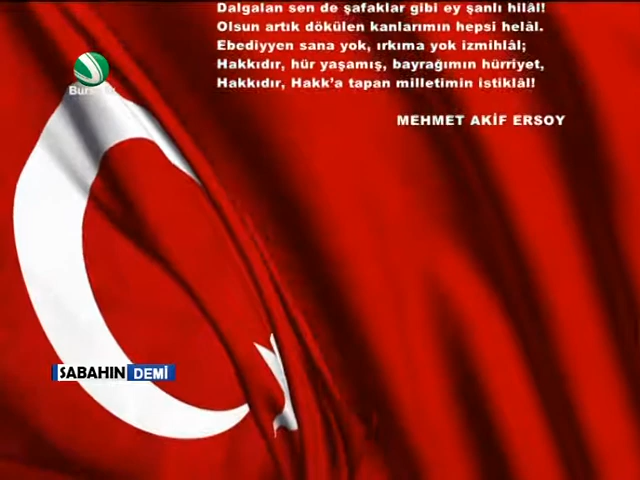 Dalgalan sen de şafaklar gibi ey şanlı hilâl!
Olsun artık dökülen kanlarımın hepsi helâl.
Ebediyyen sana yok, ırkıma yok izmihlâl;
Hakkıdır, hür yaşamış, bayrağımın hürriyet,
Hakkıdır, Hakk'a tapan milletimin istiklâl!
MEHMET AKİF ERSOY
SABAHIN DEMİ